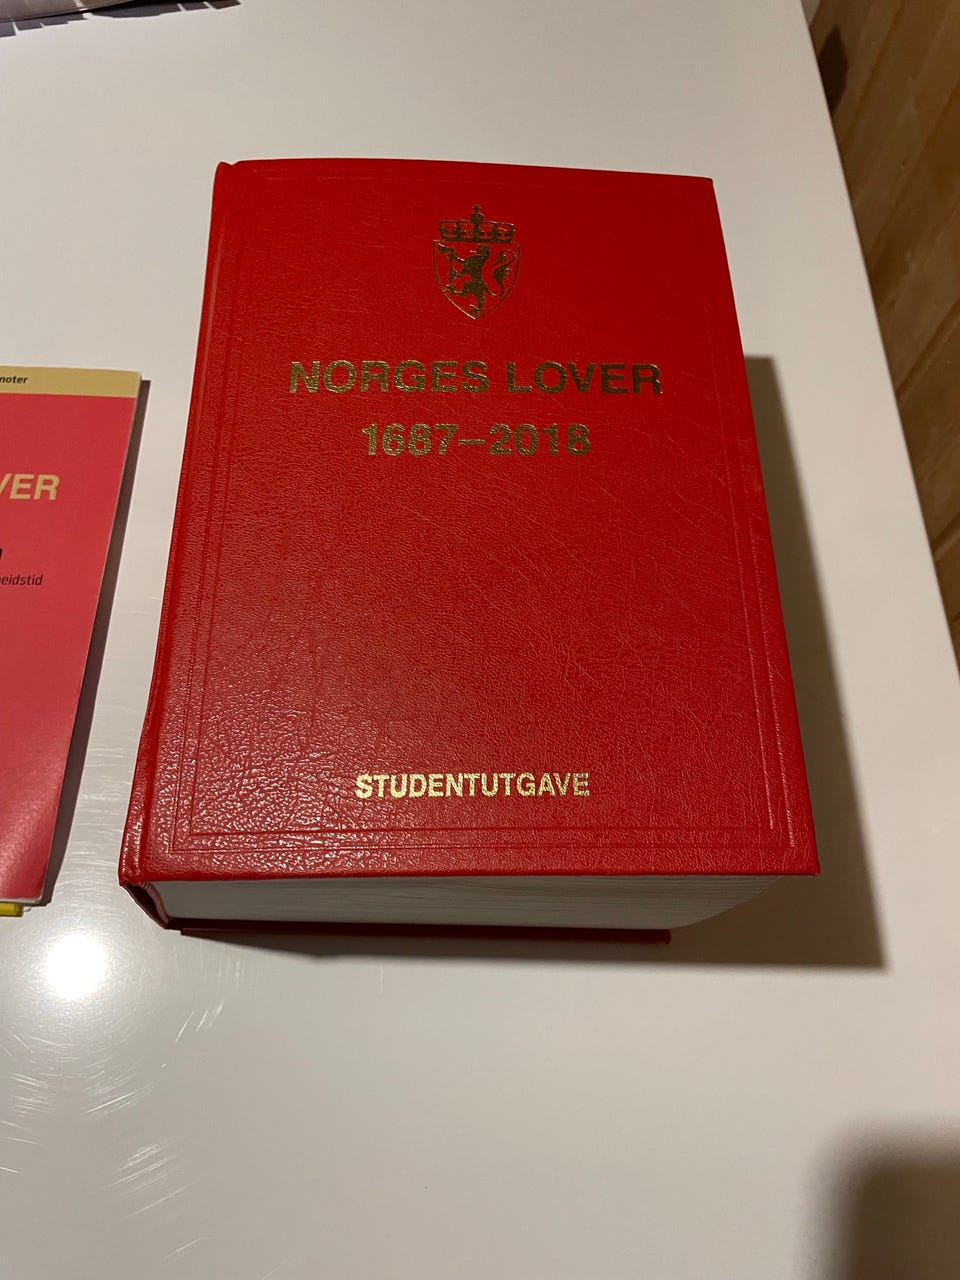 NORGES LOVER
1687–2018
STUDENTUTGAVE
noter
VER
eidstid